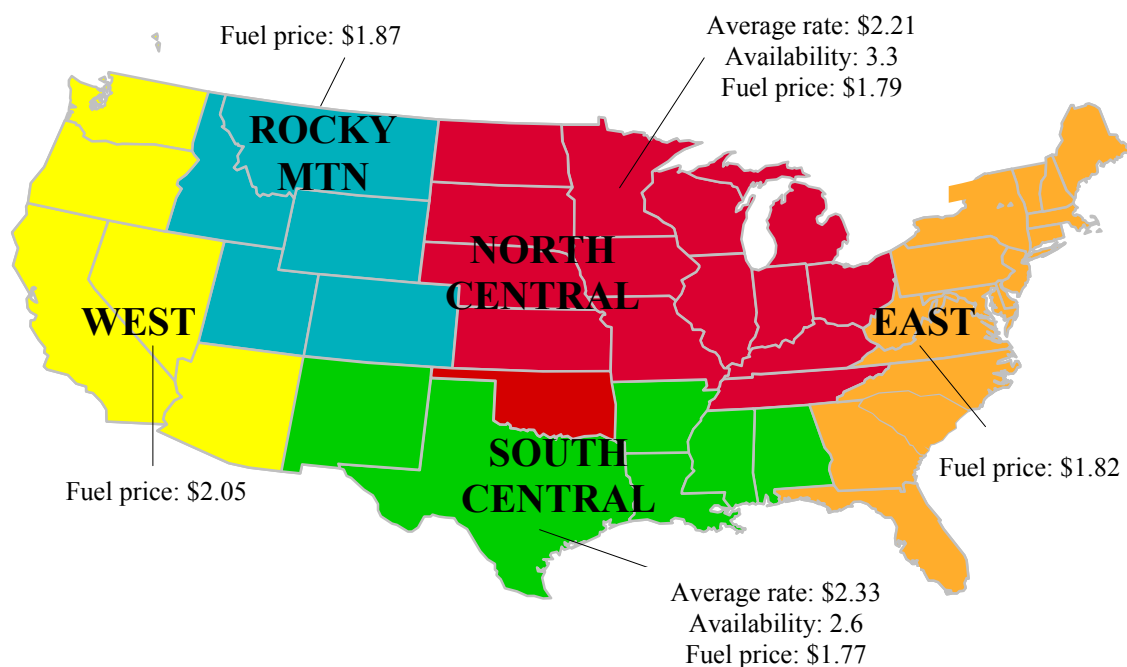 Fuel price: $1.87
Average rate: $2.21
Availability: 3.3
Fuel price: $1.79
ROCKY
MTN
NORTH
CENTRAL
WEST
EAST
SOUTH
CENTRAL
Fuel price: $2.05
Fuel price: $1.82
Average rate: $2.33
Availability: 2.6
Fuel price: $1.77